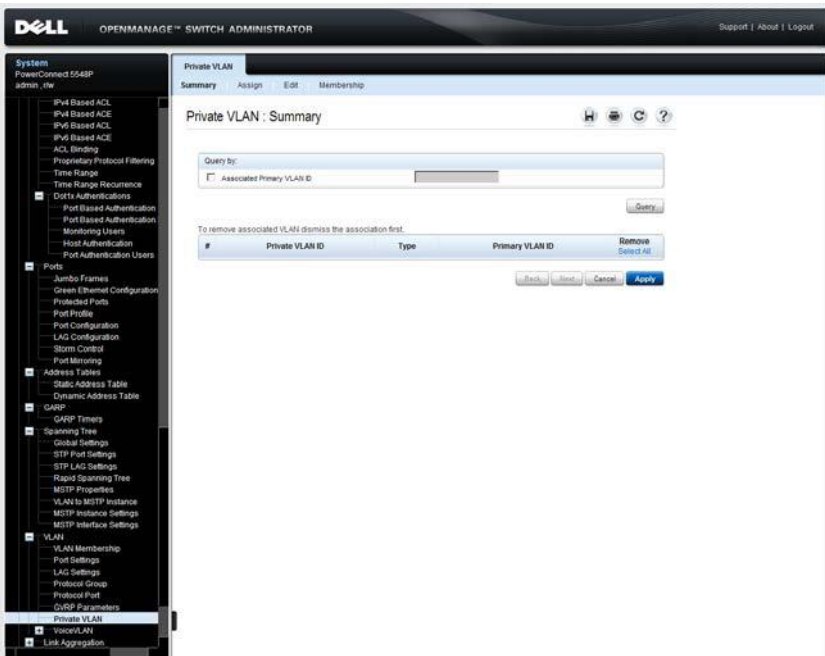 DELL
OPENMANAGE™ SWITCH ADMINISTRATOR
Support | About | Logout
System
PowerConnect 5548P
admin , r/w
IPv4 Based ACL
IPv4 Based ACE
IPv6 Based ACL
IPv6 Based ACE
ACL Binding
Proprietary Protocol Filtering
Time Range
Time Range Recurrence
Dot1x Authentications
Port Based Authentication
Port Based Authentication
Monitoring Users
Host Authentication
Port Authentication Users
Ports
Jumbo Frames
Green Ethernet Configuration
Protected Ports
Port Profile
Port Configuration
LAG Configuration
Storm Control
Port Mirroring
Address Tables
Static Address Table
Dynamic Address Table
GARP
GARP Timers
Spanning Tree
Global Settings
STP Port Settings
STP LAG Settings
Rapid Spanning Tree
MSTP Properties
VLAN to MSTP Instance
MSTP Instance Settings
MSTP Interface Settings
VLAN
VLAN Membership
Port Settings
LAG Settings
Protocol Group
Protocol Port
GVRP Parameters
Private VLAN
VoiceVLAN
Link Aggregation
Private VLAN
Summary Assign Edit Membership
Private VLAN : Summary
Query by:
Associated Primary VLAN ID
Query
To remove associated VLAN dismiss the association first.
# Private VLAN ID Type Primary VLAN ID Remove
Select All
Back Next Cancel Apply